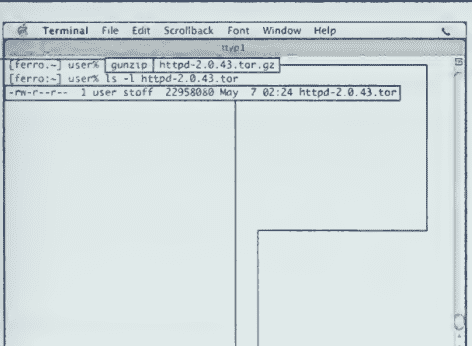 Terminal File Edit Scrollback Font Window Help
ttyp1
[ferro:~] user% gunzip httpd-2.0.43.tar.gz
[ferro:~] user% ls -l httpd-2.0.43.tar
-rw-r--r-- 1 user staff 22958080 May 7 02:24 httpd-2.0.43.tar